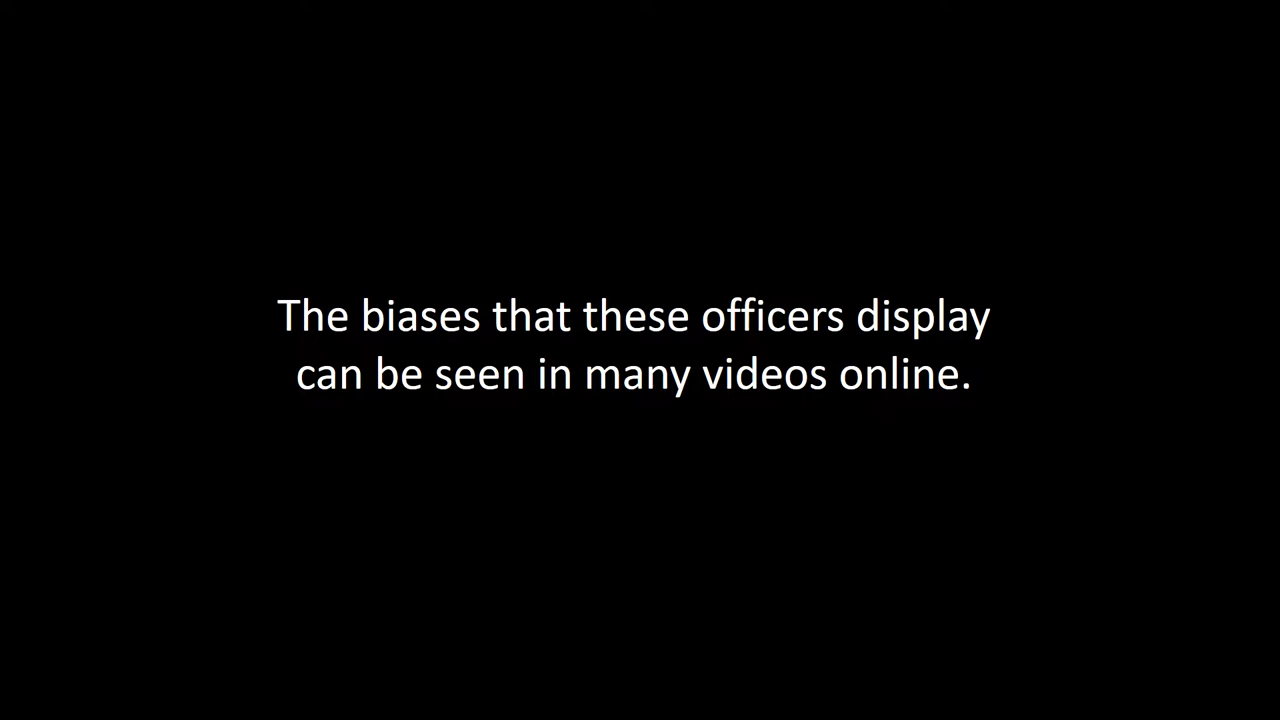 The biases that these officers display
can be seen in many videos online.